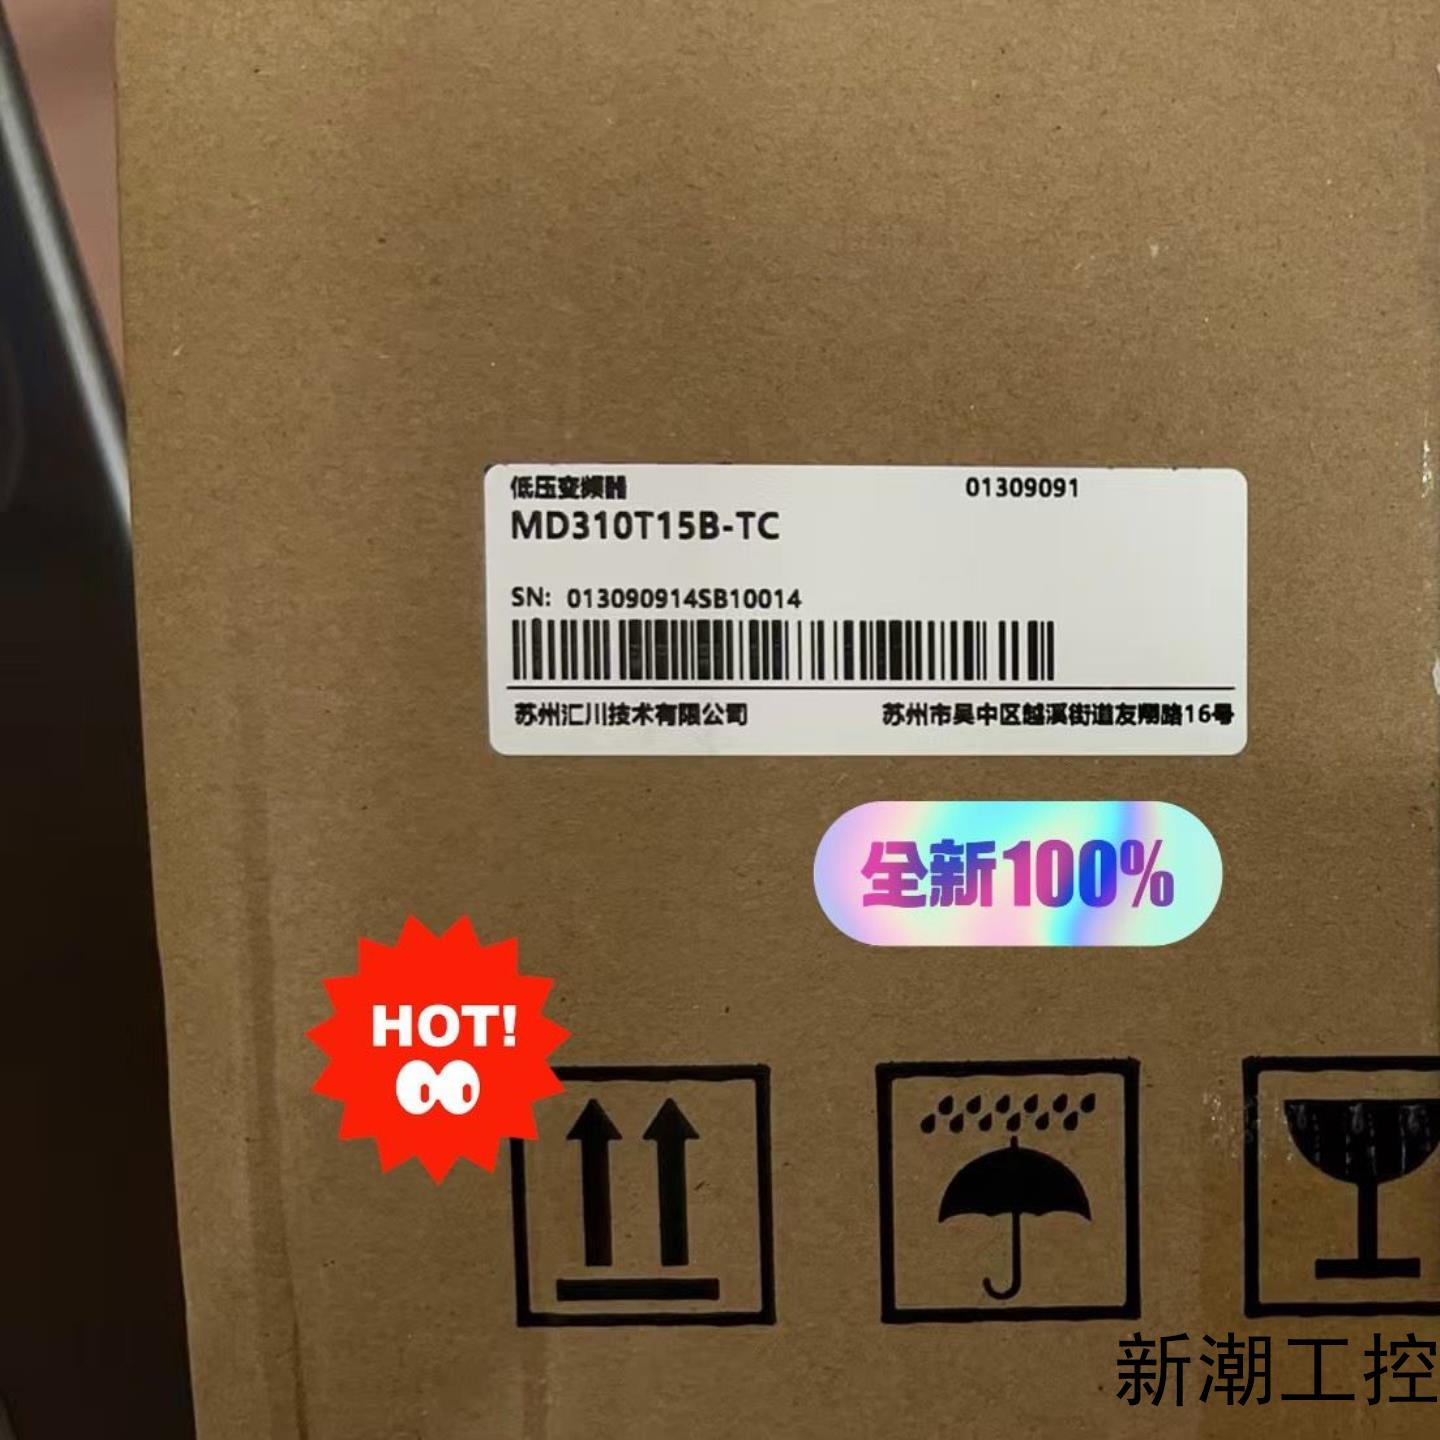 低压变频器 01309091
MD310T15B-TC
SN: 013090914SB10014
苏州汇川技术有限公司 苏州市吴中区越溪街道友翔路16号
全新100%
HOT!
新潮工控